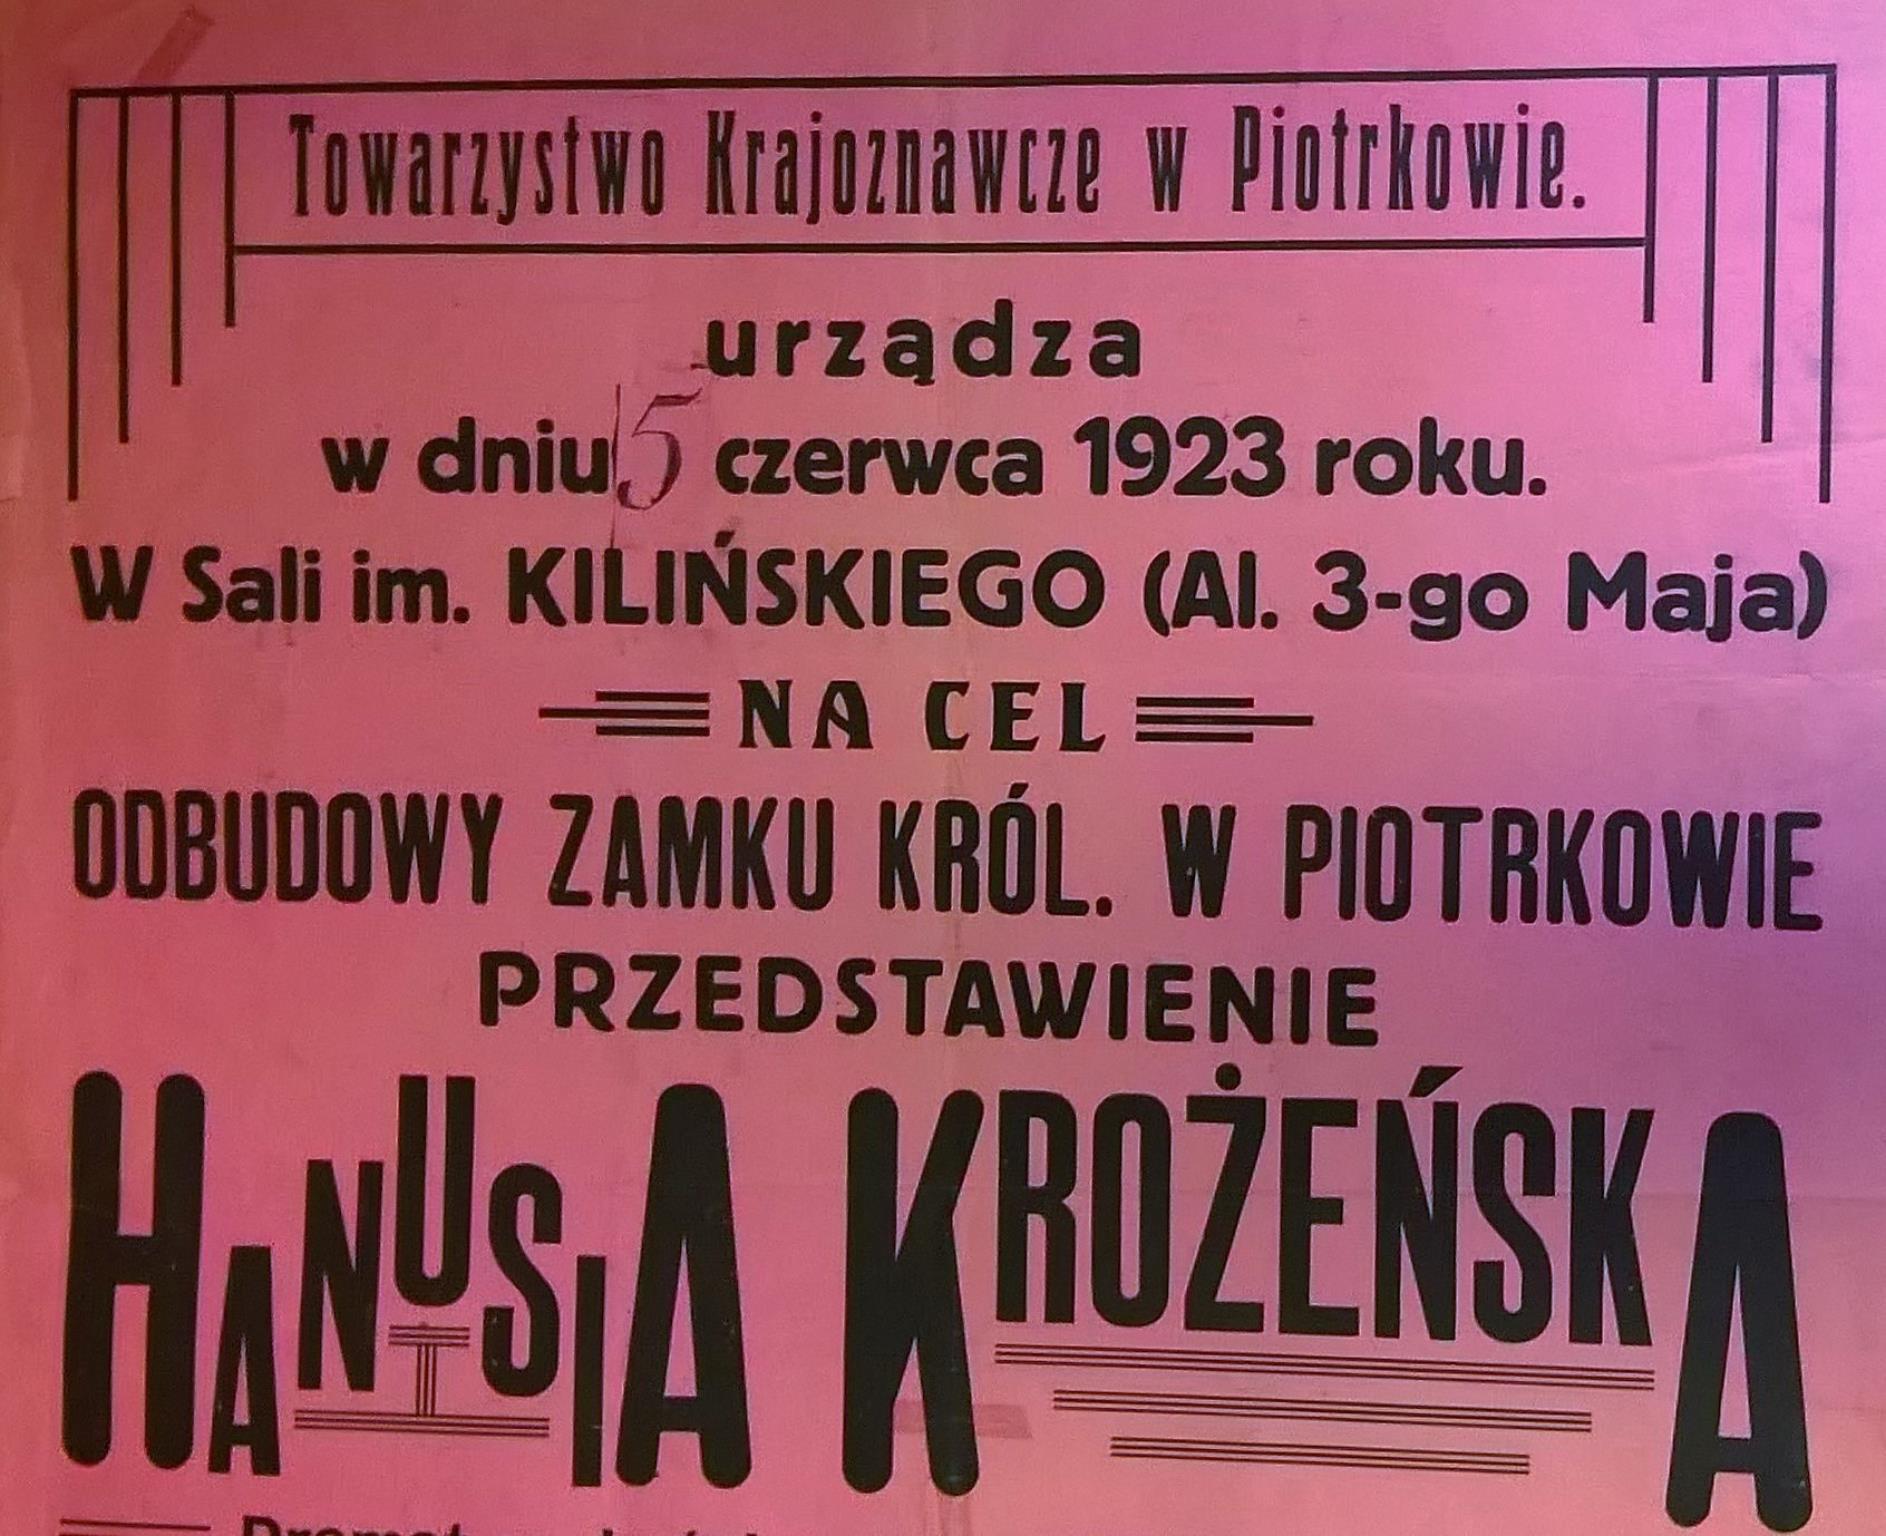 Towarzystwo Krajoznawcze w Piotrkowie.
urządza
w dniu 15 czerwca 1923 roku.
W Sali im. KILIŃSKIEGO (Al. 3-go Maja)
NA CEL
ODBUDOWY ZAMKU KRÓL. W PIOTRKOWIE
PRZEDSTAWIENIE
HANUSIA KROŻEŃSKA